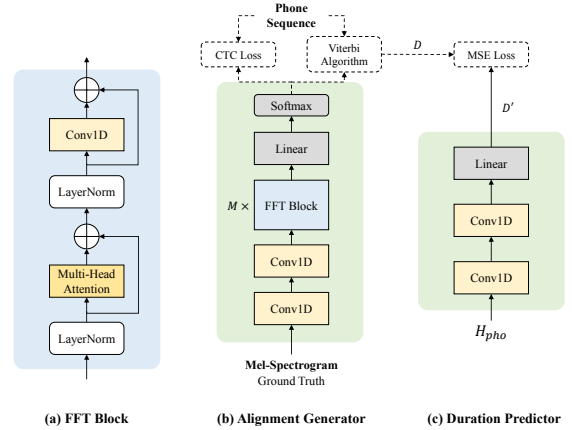 Phone
Sequence
CTC Loss
Viterbi
Algorithm
D
MSE Loss
Conv1D
LayerNorm
Multi-Head
Attention
LayerNorm
(a) FFT Block
Softmax
Linear
M ×
FFT Block
Conv1D
Conv1D
Mel-Spectrogram
Ground Truth
(b) Alignment Generator
D′
Linear
Conv1D
Conv1D
H_pho
(c) Duration Predictor